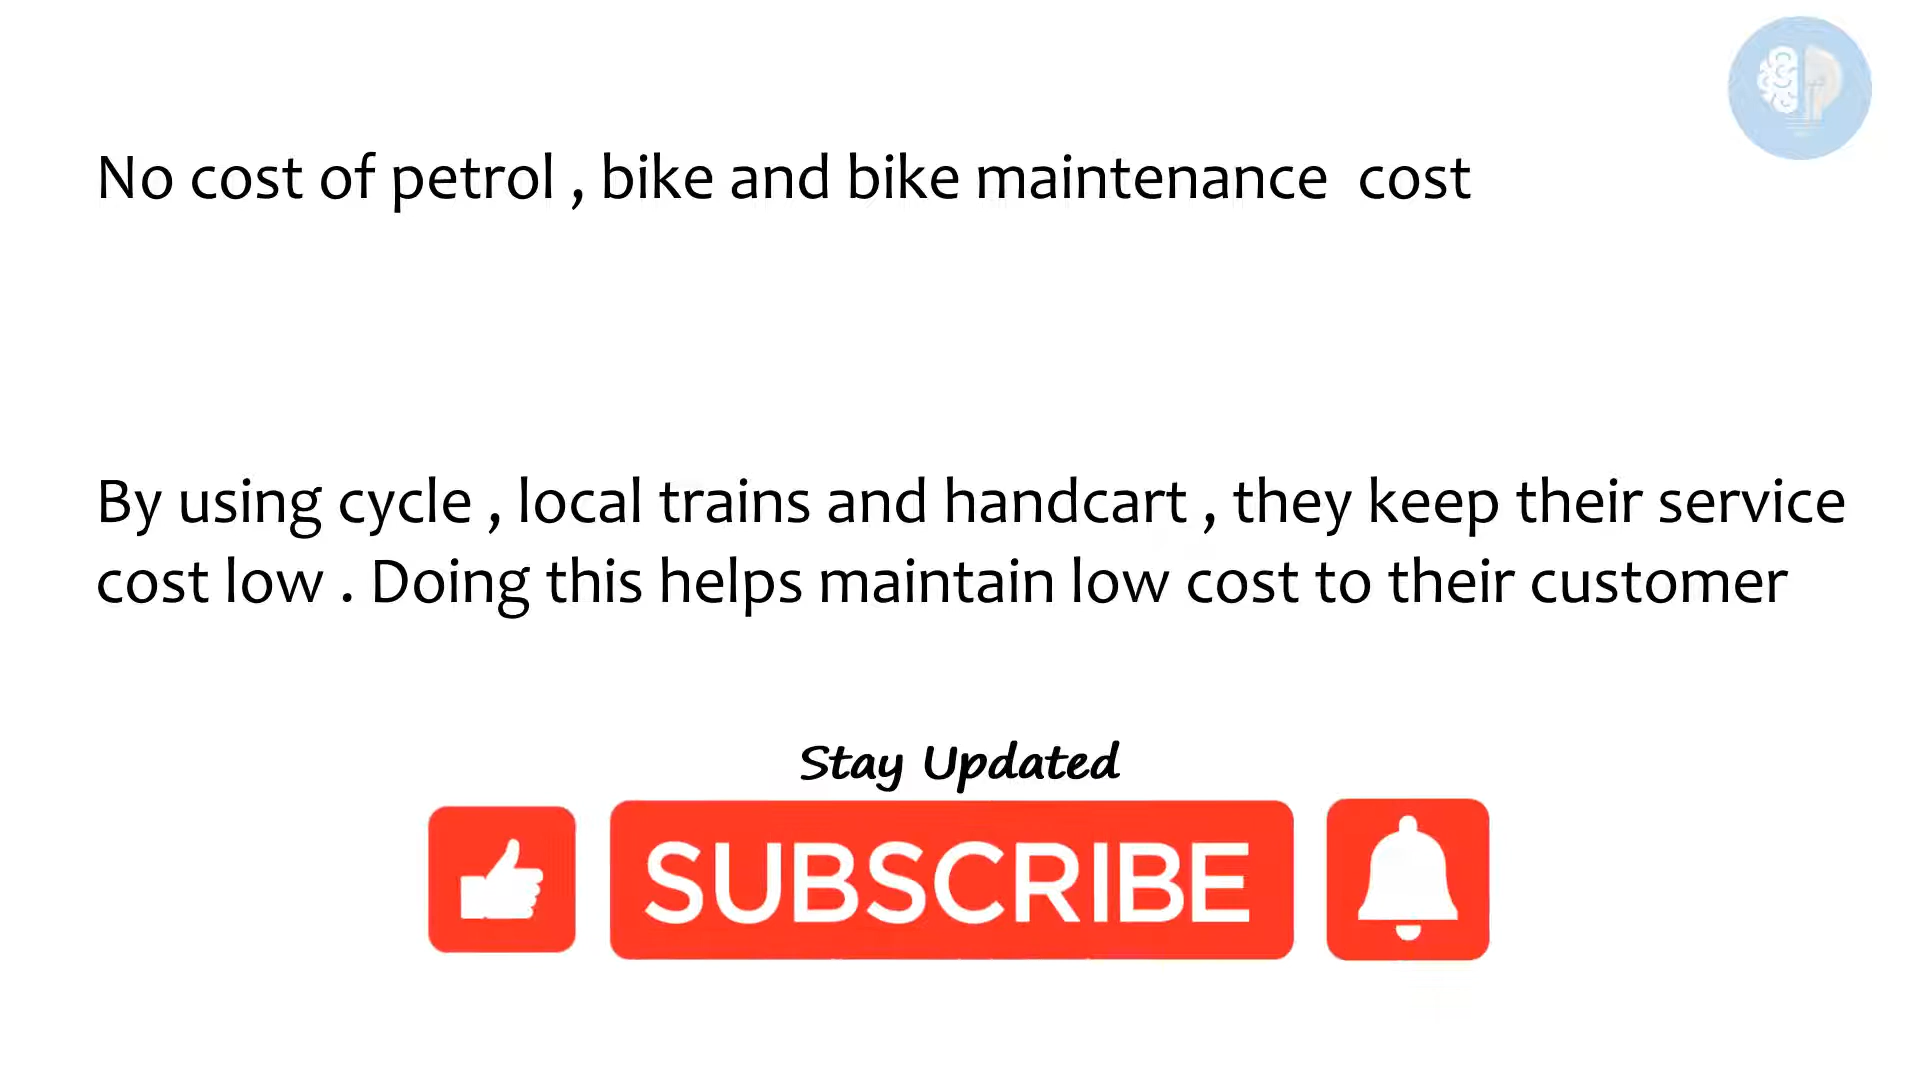 No cost of petrol , bike and bike maintenance  cost
By using cycle , local trains and handcart , they keep their service
cost low . Doing this helps maintain low cost to their customer
Stay Updated
SUBSCRIBE